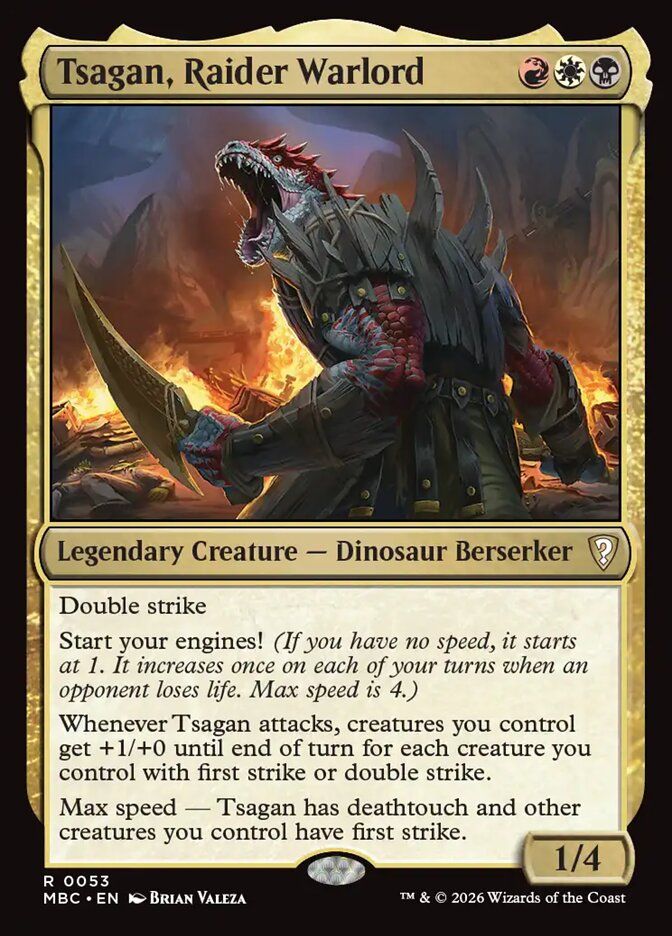 Tsagan, Raider Warlord
Legendary Creature — Dinosaur Berserker
Double strike
Start your engines! (If you have no speed, it starts
at 1. It increases once on each of your turns when an
opponent loses life. Max speed is 4.)
Whenever Tsagan attacks, creatures you control
get +1/+0 until end of turn for each creature you
control with first strike or double strike.
Max speed — Tsagan has deathtouch and other
creatures you control have first strike.
1/4
R 0053
MBC • EN Brian Valeza
™ & © 2026 Wizards of the Coast